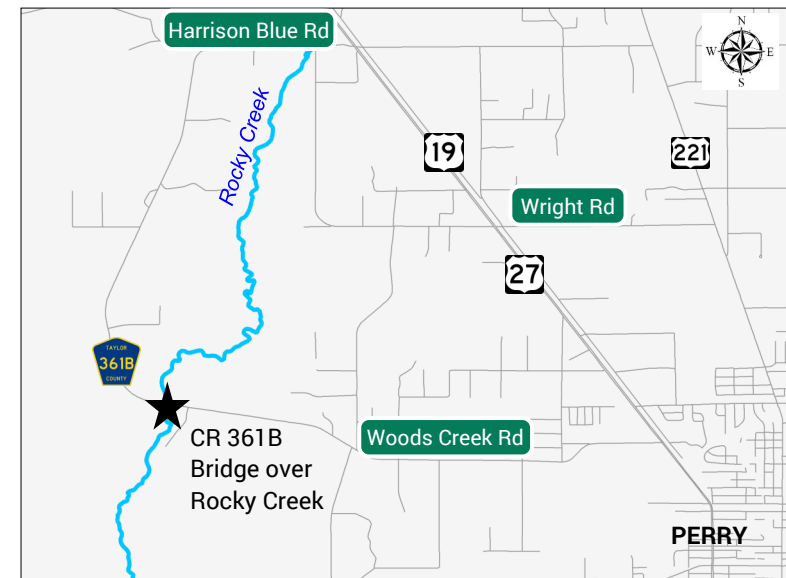 Harrison Blue Rd
N
W
E
S
Rocky Creek
19
221
Wright Rd
27
TAYLOR
361B
COUNTY
CR 361B
Bridge over
Rocky Creek
Woods Creek Rd
PERRY